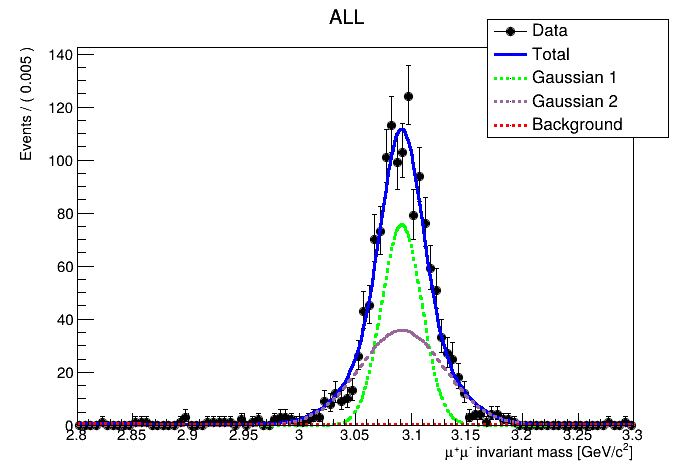 ALL
Data
Total
Gaussian 1
Gaussian 2
Background
Events / ( 0.005 )
140
120
100
80
60
40
20
0
2.8 2.85 2.9 2.95 3 3.05 3.1 3.15 3.2 3.25 3.3
μ⁺μ⁻ invariant mass [GeV/c²]